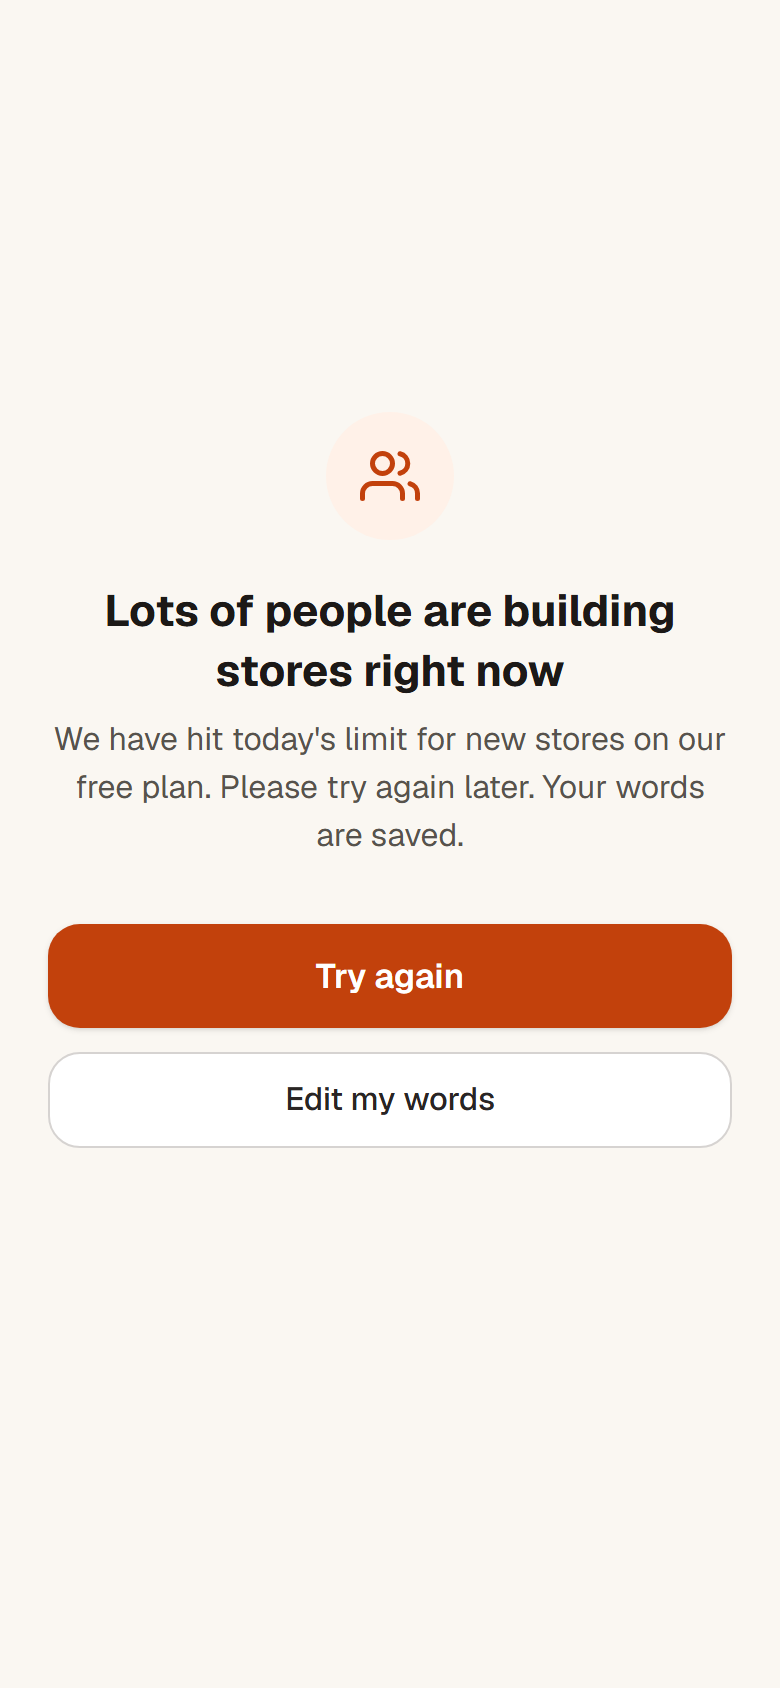 Lots of people are building
stores right now
We have hit today's limit for new stores on our
free plan. Please try again later. Your words
are saved.
Try again
Edit my words